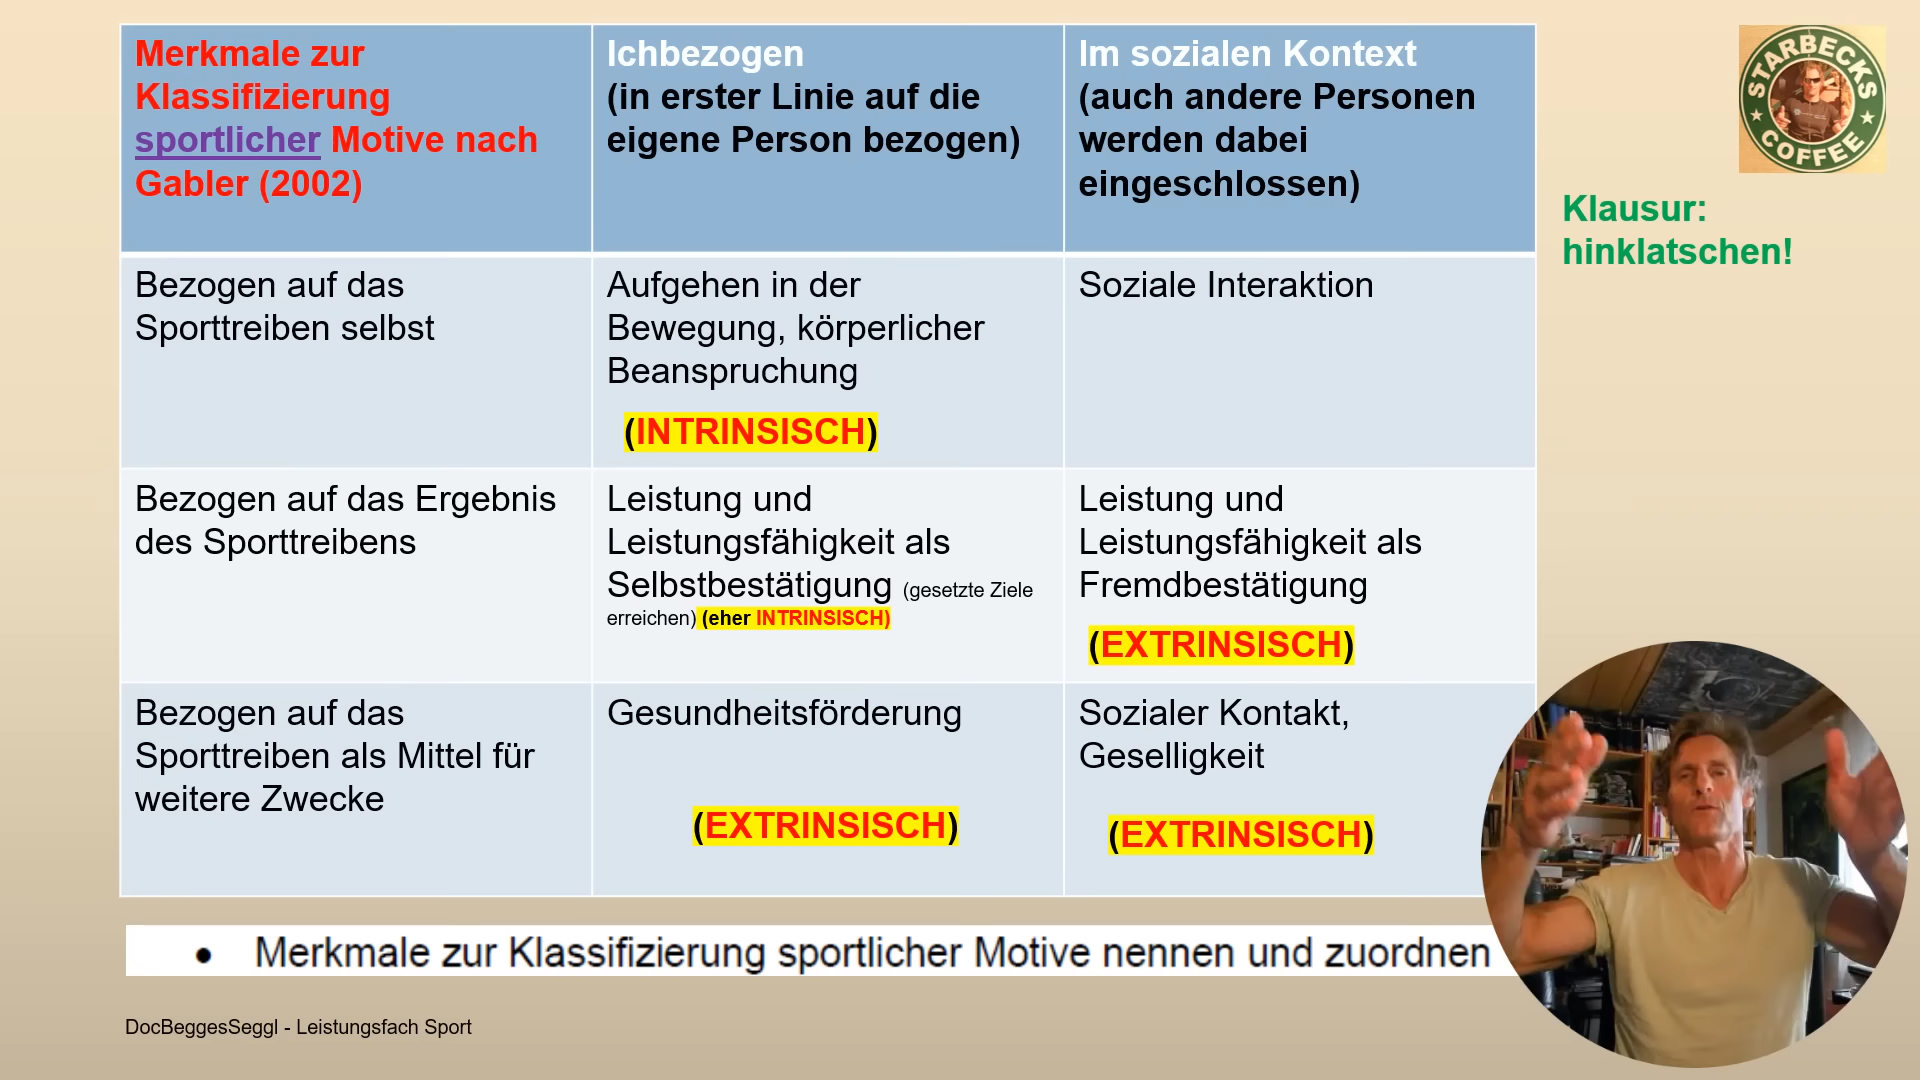 Merkmale zur
Klassifizierung
sportlicher Motive nach
Gabler (2002)
Ichbezogen
(in erster Linie auf die
eigene Person bezogen)
Im sozialen Kontext
(auch andere Personen
werden dabei
eingeschlossen)
Bezogen auf das
Sporttreiben selbst
Aufgehen in der
Bewegung, körperlicher
Beanspruchung
(INTRINSISCH)
Soziale Interaktion
Bezogen auf das Ergebnis
des Sporttreibens
Leistung und
Leistungsfähigkeit als
Selbstbestätigung (gesetzte Ziele
erreichen) (eher INTRINSISCH)
Leistung und
Leistungsfähigkeit als
Fremdbestätigung
(EXTRINSISCH)
Bezogen auf das
Sporttreiben als Mittel für
weitere Zwecke
Gesundheitsförderung
(EXTRINSISCH)
Sozialer Kontakt,
Geselligkeit
(EXTRINSISCH)
STARBECKS
COFFEE
Klausur:
hinklatschen!
• Merkmale zur Klassifizierung sportlicher Motive nennen und zuordnen
DocBeggesSeggl - Leistungsfach Sport